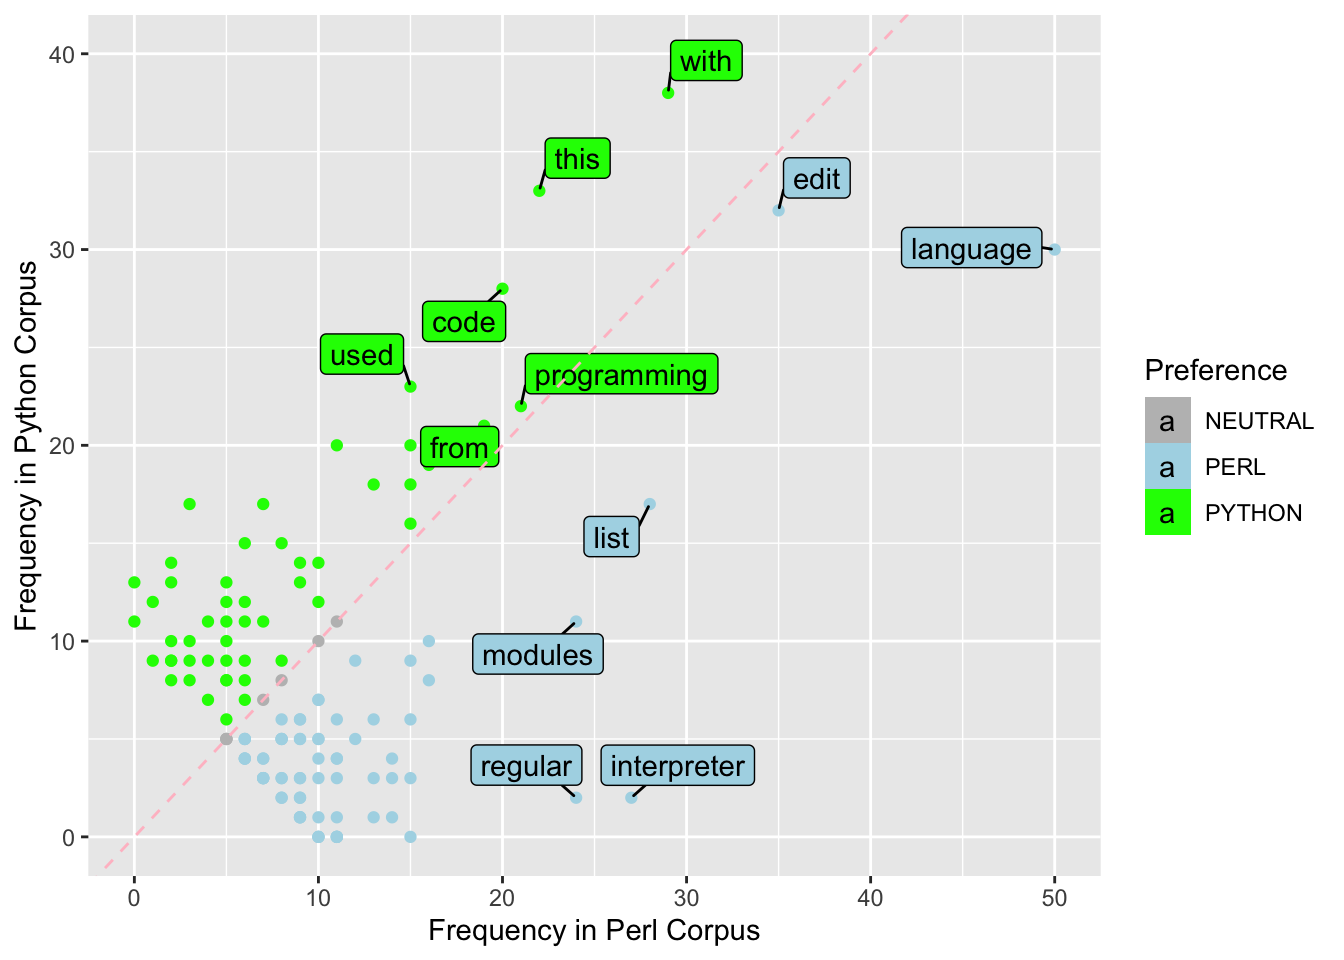 40
30
20
10
0
0
10
20
30
40
50
Frequency in Python Corpus
Frequency in Perl Corpus
with
this
edit
language
code
used
programming
from
list
modules
regular
interpreter
Preference
a NEUTRAL
a PERL
a PYTHON